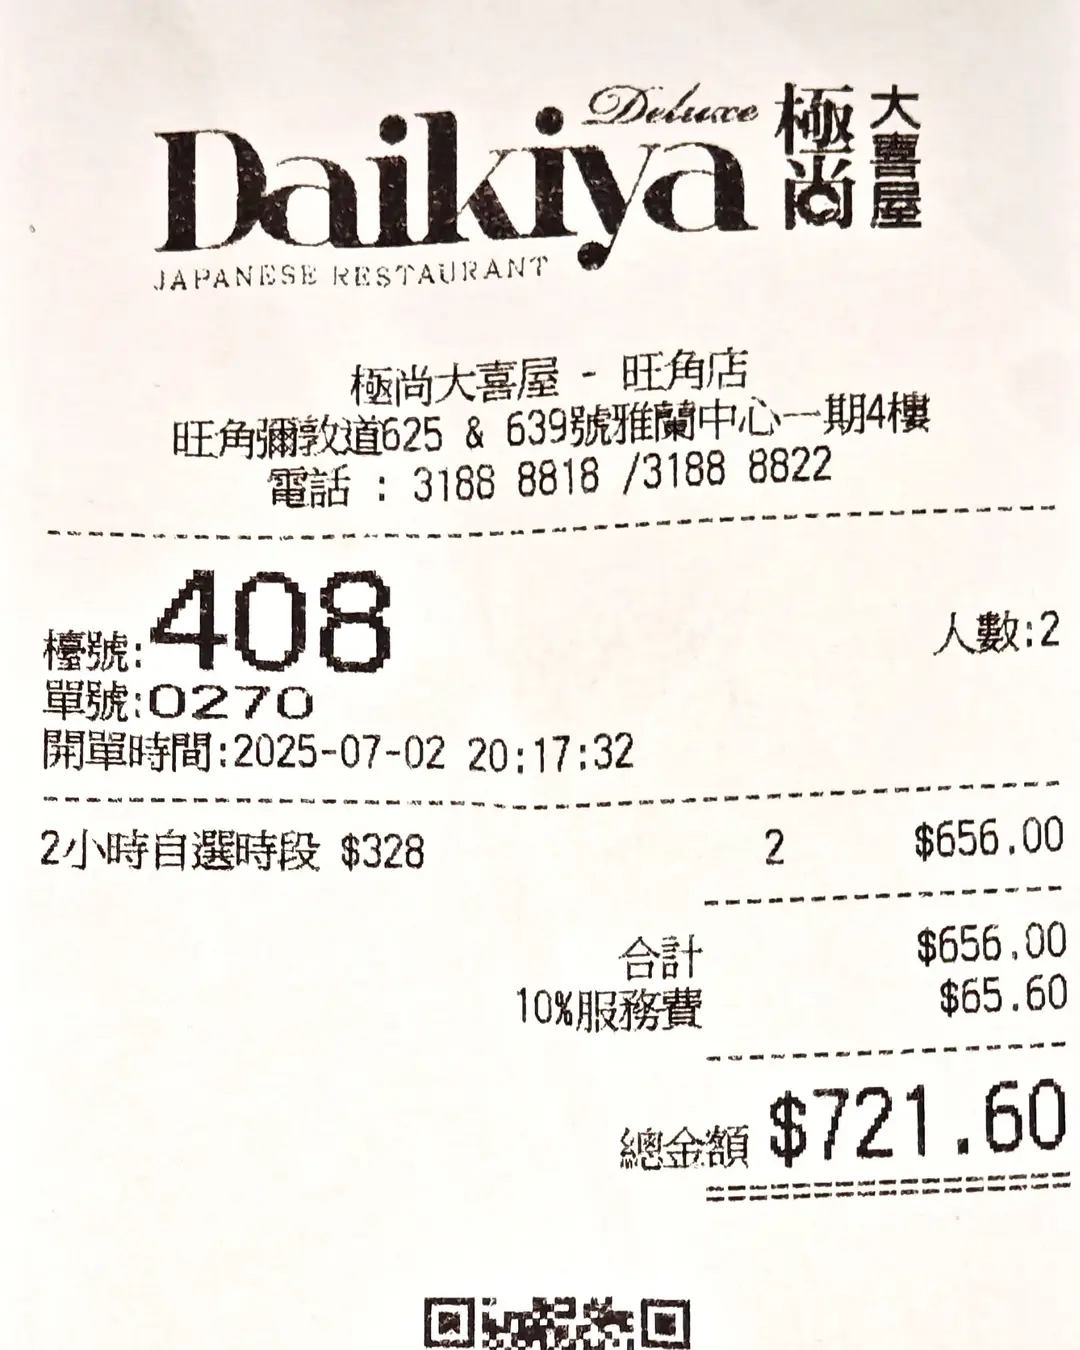 Daikiya Deluxe 極尚 大喜屋
JAPANESE RESTAURANT
極尚大喜屋 - 旺角店
旺角彌敦道625 & 639號雅蘭中心一期4樓
電話 : 3188 8818 /3188 8822
檯號:408 人數:2
單號:0270
開單時間:2025-07-02 20:17:32
2小時自選時段 $328 2 $656.00
合計 $656.00
10%服務費 $65.60
總金額 $721.60